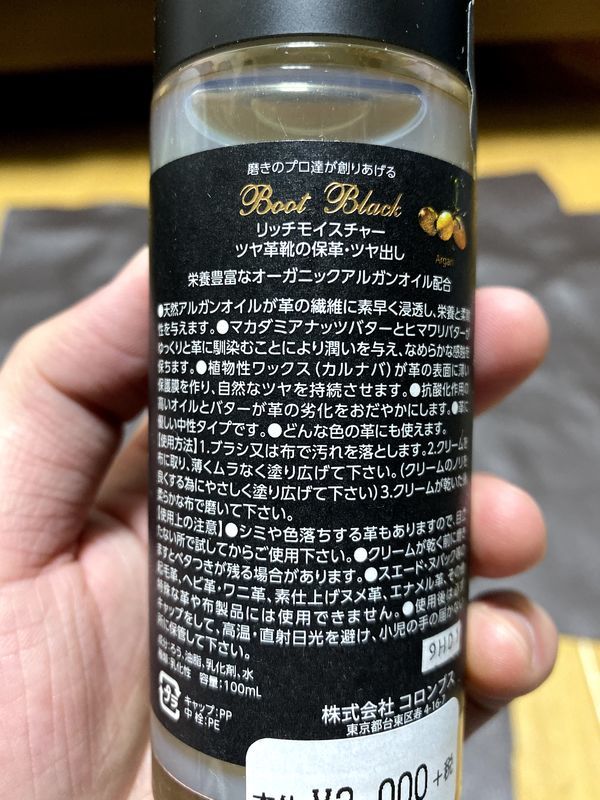 磨きのプロ達が創りあげる
Boot Black
リッチモイスチャー
ツヤ革靴の保革・ツヤ出し
Argan
栄養豊富なオーガニックアルガンオイル配合
●天然アルガンオイルが革の繊維に素早く浸透し、栄養と柔軟
性を与えます。●マカダミアナッツバターとヒマワリバターが
ゆっくりと革に馴染むことにより潤いを与え、なめらかな感触を
保ちます。●植物性ワックス(カルナバ)が革の表面に薄い
保護膜を作り、自然なツヤを持続させます。●抗酸化作用の
高いオイルとバターが革の劣化をおだやかにします。●革に
優しい中性タイプです。●どんな色の革にも使えます。
【使用方法】1.ブラシ又は布で汚れを落とします。2.クリームを
布に取り、薄くムラなく塗り広げて下さい。(クリームのノリを
良くする為にやさしく塗り広げて下さい)3.クリームが乾いた後、
柔らかな布で磨いて下さい。
【使用上の注意】●シミや色落ちする革もありますので、目立
たない所で試してからご使用下さい。●クリームが乾く前に磨き
ますとベタつきが残る場合があります。●スエード・ヌバック等の
起毛革、ヘビ革・ワニ革、素仕上げヌメ革、エナメル革、その他
特殊な革や布製品には使用できません。●使用後は必ず
キャップをして、高温・直射日光を避け、小児の手の届かない
所に保管して下さい。
成分:ろう、油脂、乳化剤、水
種類:乳化性 容量:100mL
キャップ:PP
中栓:PE
株式会社 コロンブス
東京都台東区寿4-16-
本体 ¥2,000+税